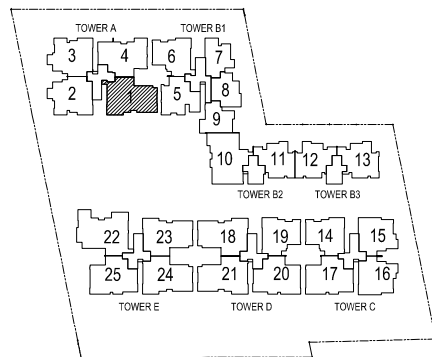 TOWER A TOWER B1
3 4 6 7
2 1 5 8
9
10 11 12 13
TOWER B2 TOWER B3
22 23 18 19 14 15
25 24 21 20 17 16
TOWER E TOWER D TOWER C